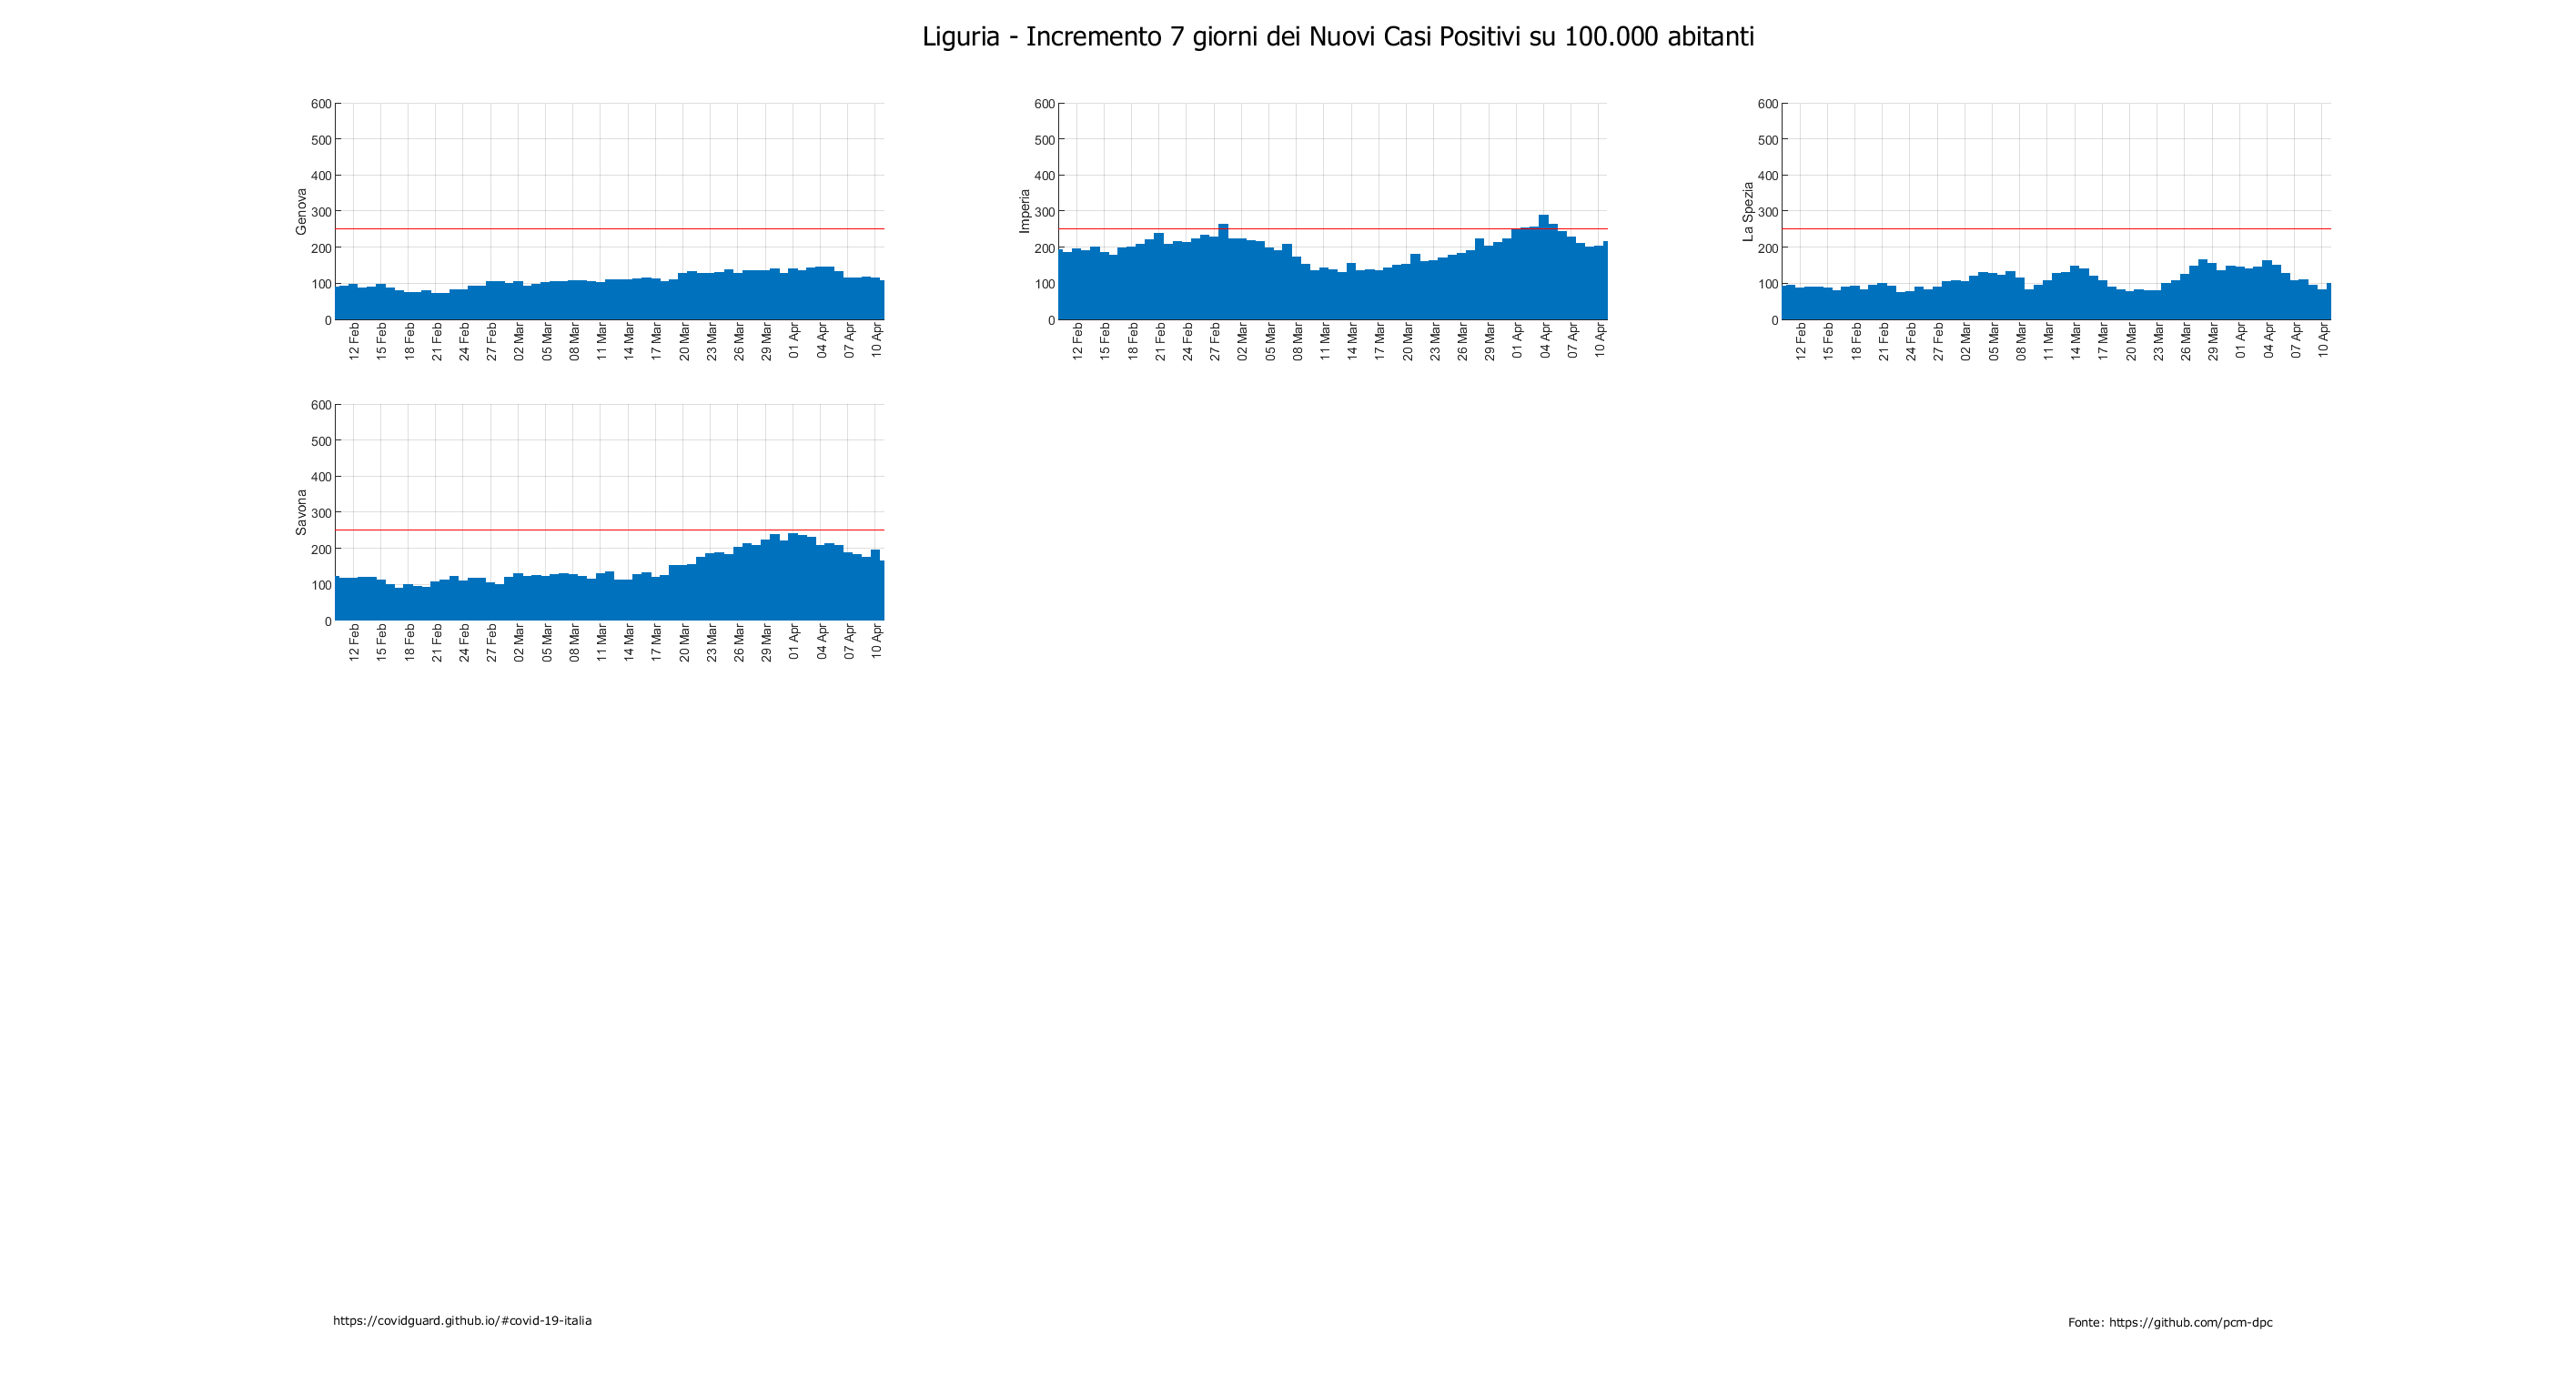 Liguria - Incremento 7 giorni dei Nuovi Casi Positivi su 100.000 abitanti
Genova
600
500
400
300
200
100
0
12 Feb 15 Feb 18 Feb 21 Feb 24 Feb 27 Feb 02 Mar 05 Mar 08 Mar 11 Mar 14 Mar 17 Mar 20 Mar 23 Mar 26 Mar 29 Mar 01 Apr 04 Apr 07 Apr 10 Apr
Imperia
600
500
400
300
200
100
0
12 Feb 15 Feb 18 Feb 21 Feb 24 Feb 27 Feb 02 Mar 05 Mar 08 Mar 11 Mar 14 Mar 17 Mar 20 Mar 23 Mar 26 Mar 29 Mar 01 Apr 04 Apr 07 Apr 10 Apr
La Spezia
600
500
400
300
200
100
0
12 Feb 15 Feb 18 Feb 21 Feb 24 Feb 27 Feb 02 Mar 05 Mar 08 Mar 11 Mar 14 Mar 17 Mar 20 Mar 23 Mar 26 Mar 29 Mar 01 Apr 04 Apr 07 Apr 10 Apr
Savona
600
500
400
300
200
100
0
12 Feb 15 Feb 18 Feb 21 Feb 24 Feb 27 Feb 02 Mar 05 Mar 08 Mar 11 Mar 14 Mar 17 Mar 20 Mar 23 Mar 26 Mar 29 Mar 01 Apr 04 Apr 07 Apr 10 Apr
https://covidguard.github.io/#covid-19-italia
Fonte: https://github.com/pcm-dpc